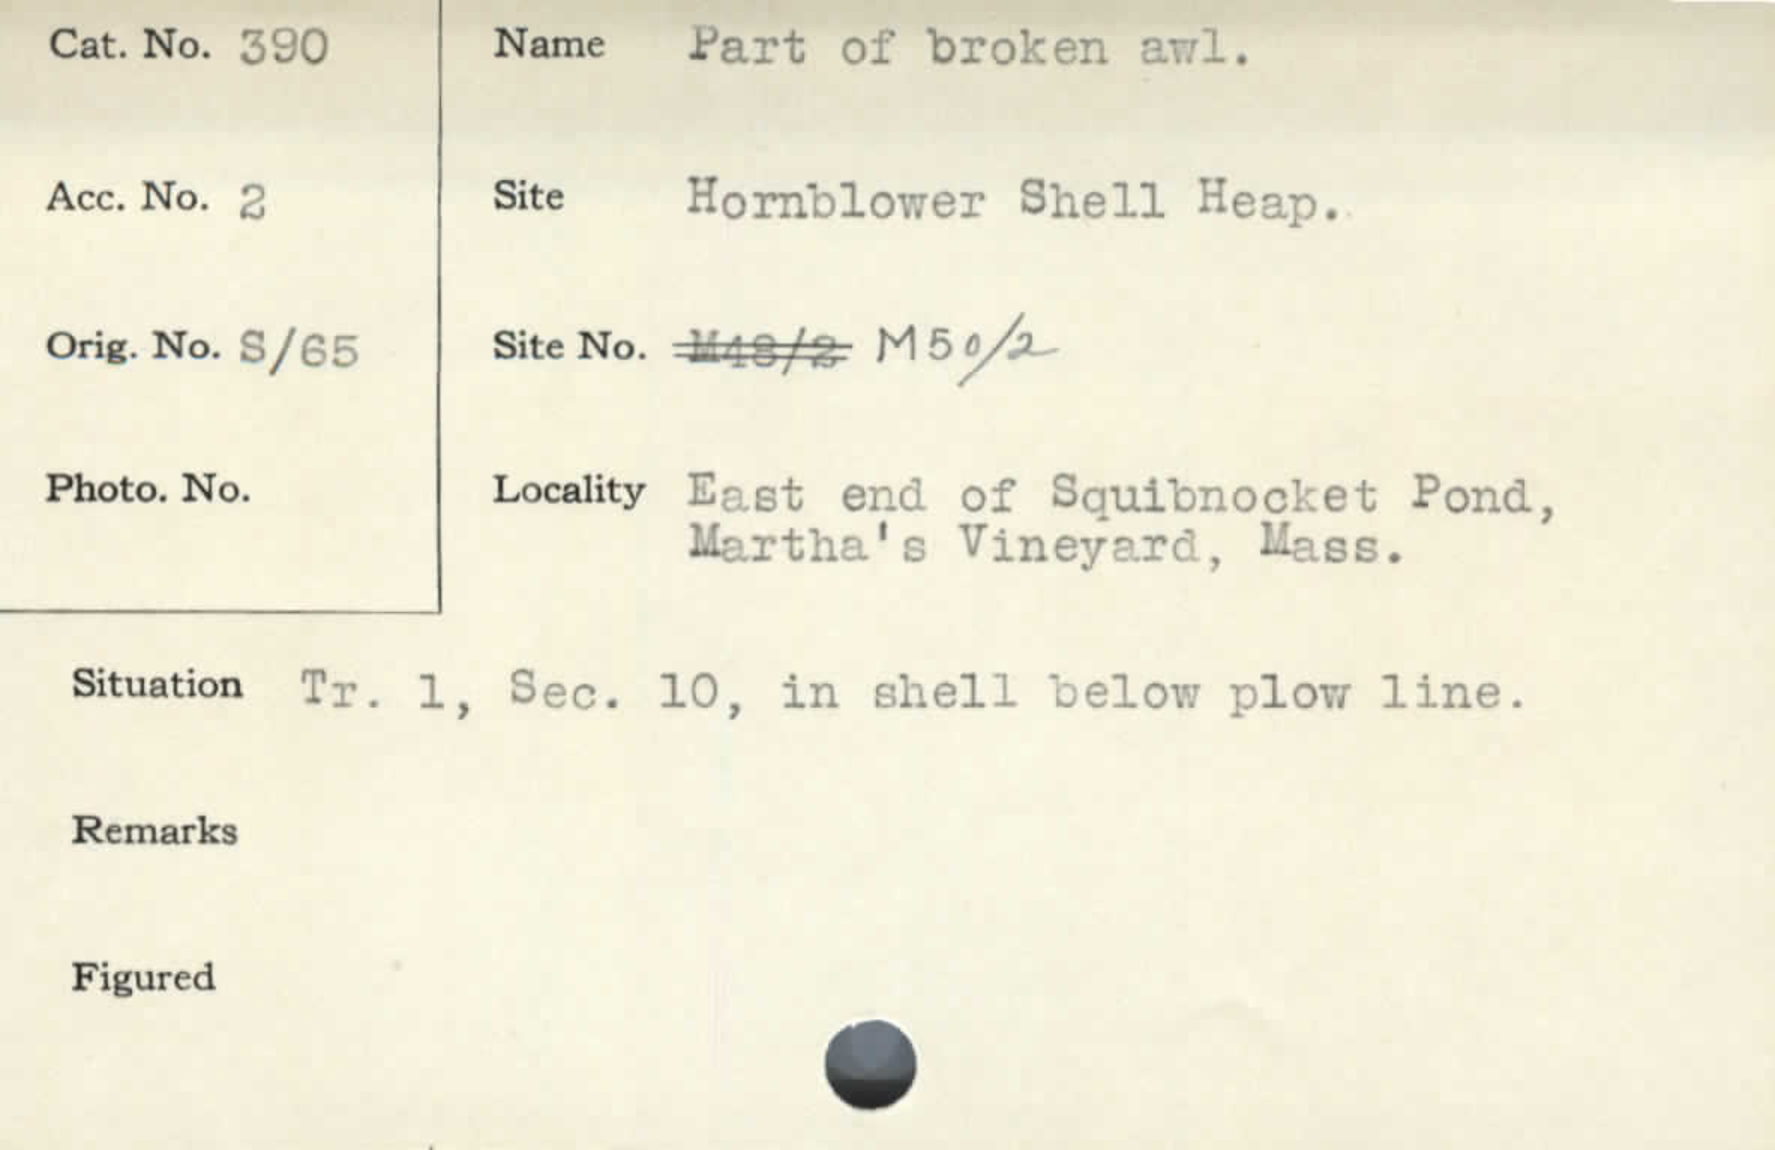 Cat. No. 390
Name Part of broken awl.
Acc. No. 2
Site Hornblower Shell Heap.
Orig. No. S/65
Site No. M48/2 M50/2
Photo. No.
Locality East end of Squibnocket Pond,
Martha's Vineyard, Mass.
Situation Tr. 1, Sec. 10, in shell below plow line.
Remarks
Figured